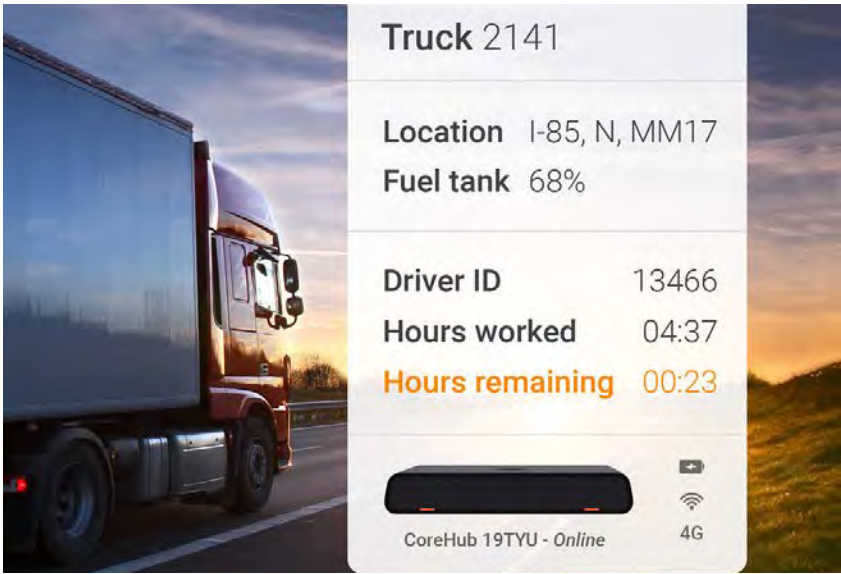 Truck 2141
Location I-85, N, MM17
Fuel tank 68%
Driver ID 13466
Hours worked 04:37
Hours remaining 00:23
CoreHub 19TYU - Online
4G